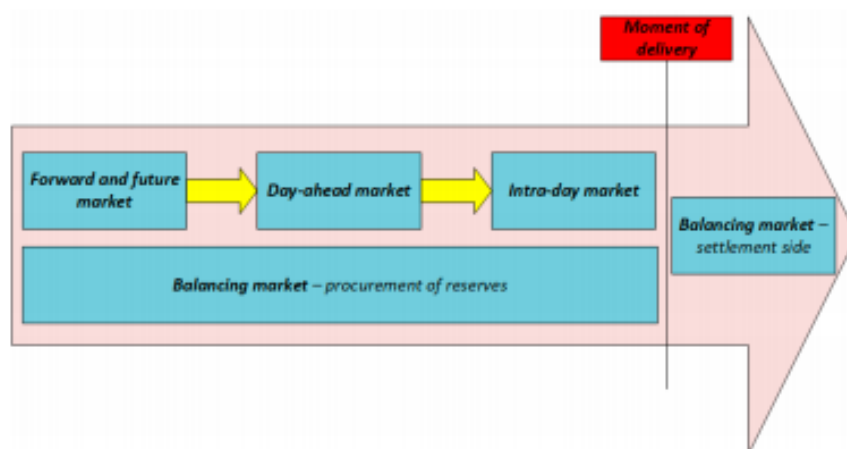 Moment of
delivery
Forward and future
market
Day-ahead market
Intra-day market
Balancing market –
settlement side
Balancing market – procurement of reserves